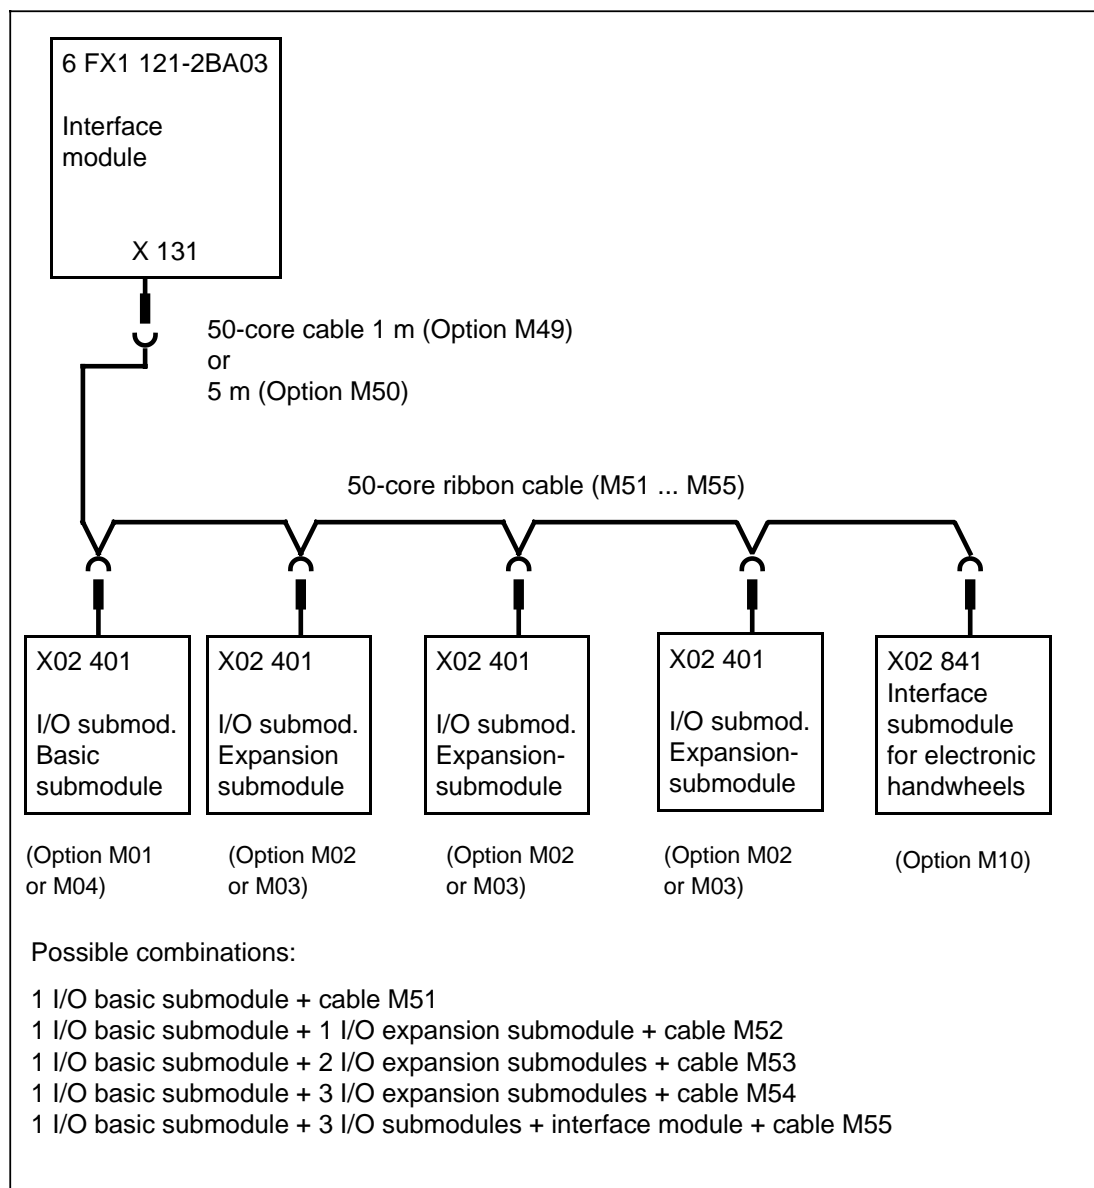 6 FX1 121-2BA03
Interface
module
X 131
50-core cable 1 m (Option M49)
or
5 m (Option M50)
50-core ribbon cable (M51 ... M55)
X02 401
I/O submod.
Basic
submodule
(Option M01
or M04)
X02 401
I/O submod.
Expansion
submodule
(Option M02
or M03)
X02 401
I/O submod.
Expansion-
submodule
(Option M02
or M03)
X02 401
I/O submod.
Expansion-
submodule
(Option M02
or M03)
X02 841
Interface
submodule
for electronic
handwheels
(Option M10)
Possible combinations:
1 I/O basic submodule + cable M51
1 I/O basic submodule + 1 I/O expansion submodule + cable M52
1 I/O basic submodule + 2 I/O expansion submodules + cable M53
1 I/O basic submodule + 3 I/O expansion submodules + cable M54
1 I/O basic submodule + 3 I/O submodules + interface module + cable M55